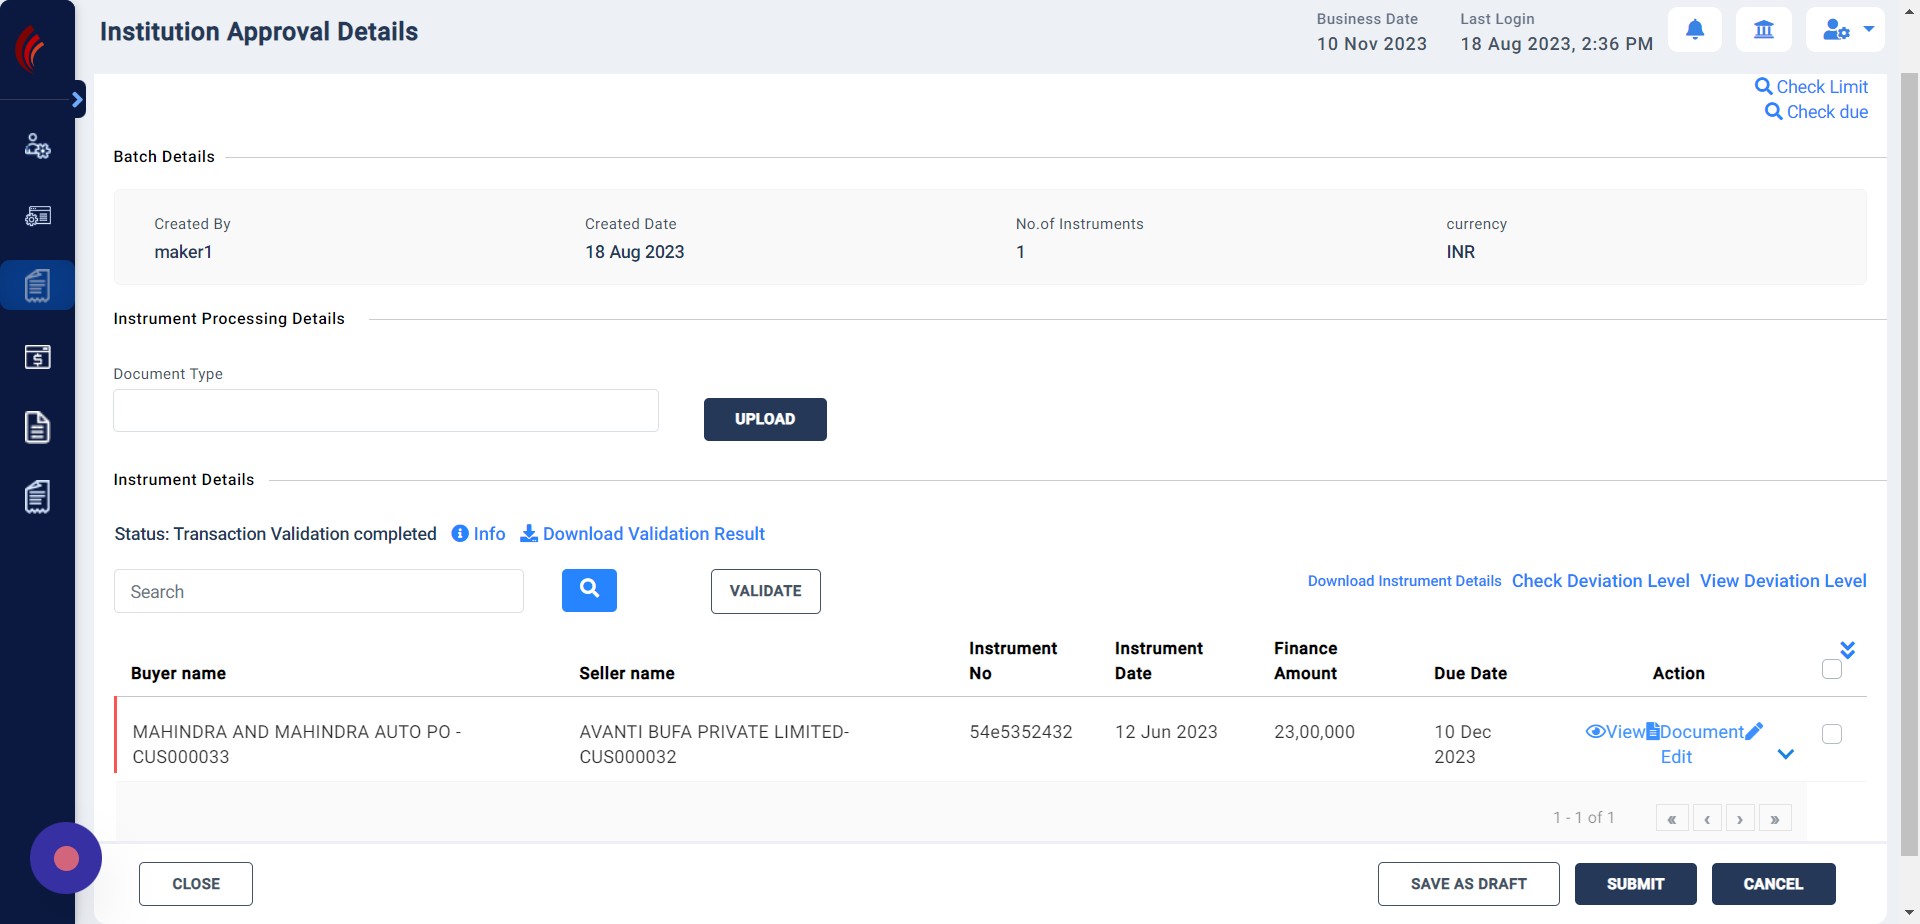 Institution Approval Details
Business Date
10 Nov 2023
Last Login
18 Aug 2023, 2:36 PM
Check Limit
Check due
Batch Details
Created By
maker1
Created Date
18 Aug 2023
No.of Instruments
1
currency
INR
Instrument Processing Details
Document Type
UPLOAD
Instrument Details
Status: Transaction Validation completed Info Download Validation Result
Search
VALIDATE
Download Instrument Details Check Deviation Level View Deviation Level
Buyer name
Seller name
Instrument
No
Instrument
Date
Finance
Amount
Due Date
Action
MAHINDRA AND MAHINDRA AUTO PO -
CUS000033
AVANTI BUFA PRIVATE LIMITED-
CUS000032
54e5352432
12 Jun 2023
23,00,000
10 Dec
2023
View Document
Edit
1 - 1 of 1
« ‹ › »
CLOSE
SAVE AS DRAFT
SUBMIT
CANCEL